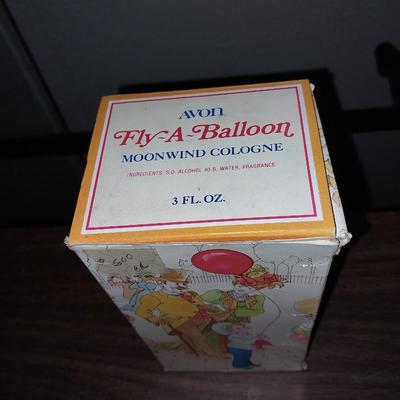 AVON
Fly-A-Balloon
MOONWIND COLOGNE
INGREDIENTS: S.D. ALCOHOL 40-B, WATER, FRAGRANCE
3 FL. OZ.